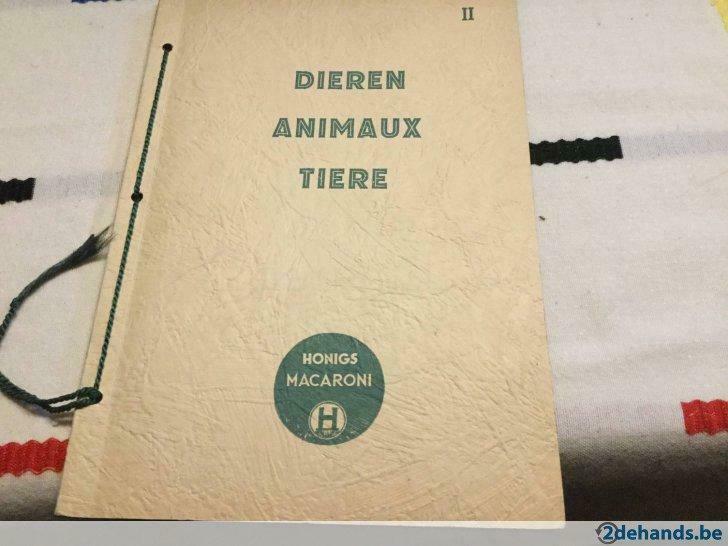 II
DIEREN
ANIMAUX
TIERE
HONIGS
MACARONI
H
2dehands.be